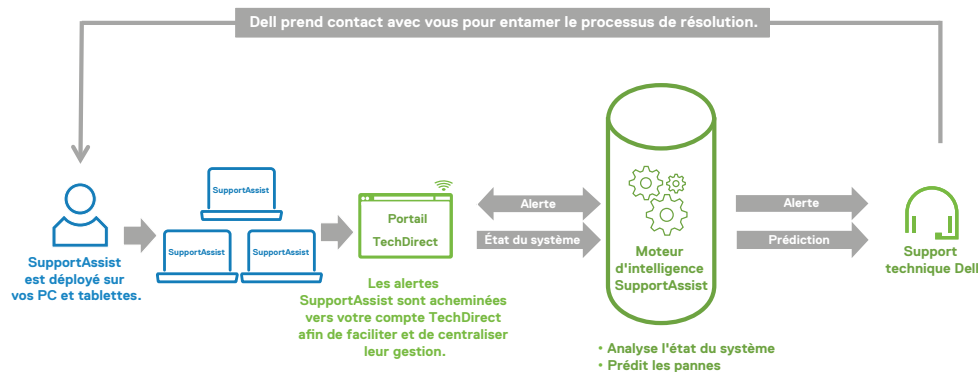 Dell prend contact avec vous pour entamer le processus de résolution.
SupportAssist
SupportAssist
SupportAssist
SupportAssist
est déployé sur
vos PC et tablettes.
Portail
TechDirect
Les alertes
SupportAssist sont acheminées
vers votre compte TechDirect
afin de faciliter et de centraliser
leur gestion.
Alerte
État du système
Moteur
d'intelligence
SupportAssist
• Analyse l'état du système
• Prédit les pannes
Alerte
Prédiction
Support
technique Dell